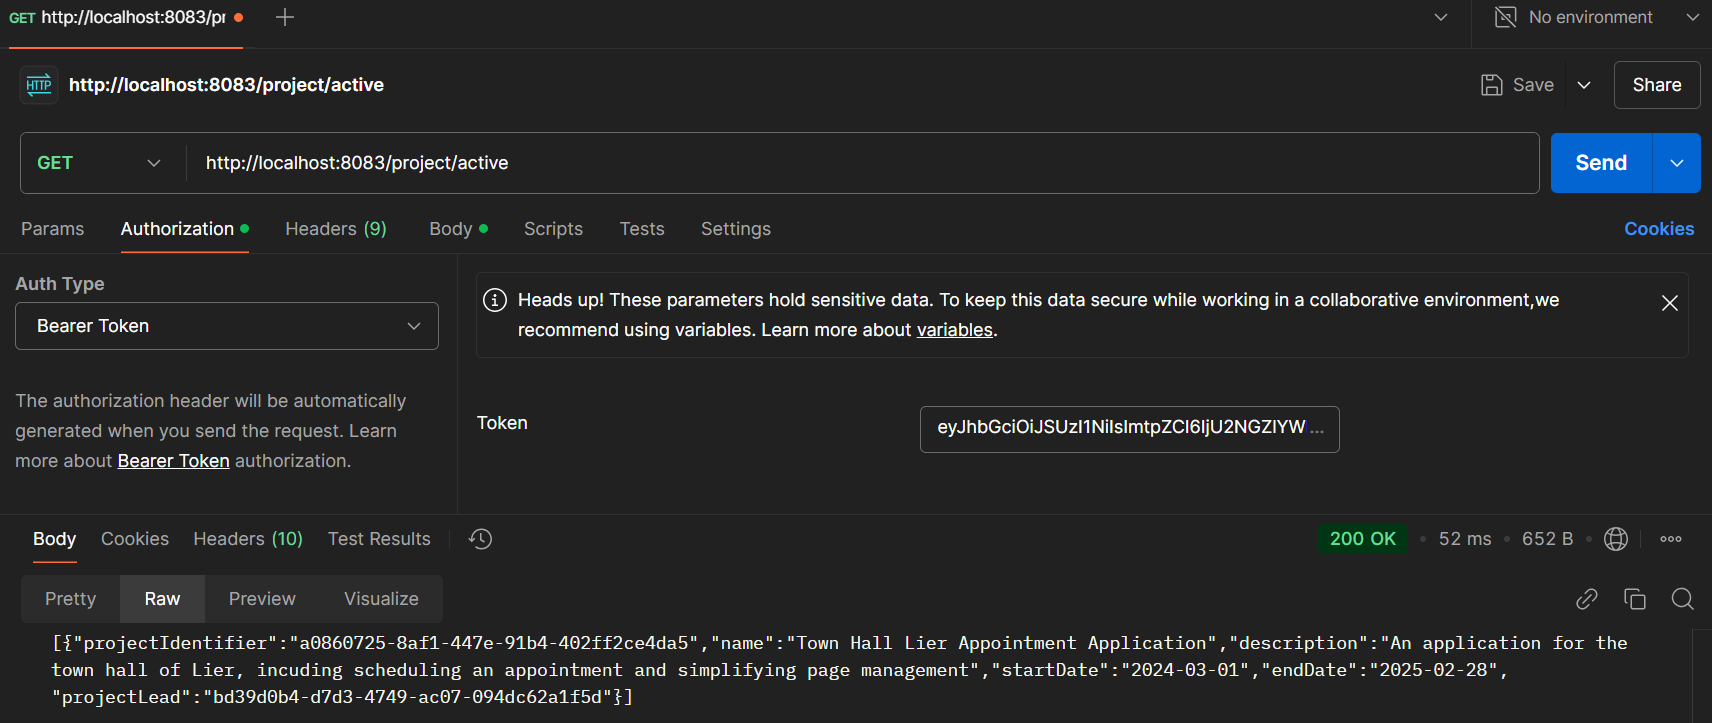 GET http://localhost:8083/pr
No environment
HTTP http://localhost:8083/project/active
Save
Share
GET
http://localhost:8083/project/active
Send
Params Authorization Headers (9) Body Scripts Tests Settings Cookies
Auth Type
Bearer Token
The authorization header will be automatically
generated when you send the request. Learn
more about Bearer Token authorization.
Heads up! These parameters hold sensitive data. To keep this data secure while working in a collaborative environment,we
recommend using variables. Learn more about variables.
Token
eyJhbGciOiJSUzI1NiIsImtpZCI6IjU2NGZlYW ...
Body Cookies Headers (10) Test Results 200 OK • 52 ms • 652 B •
Pretty Raw Preview Visualize
[{"projectIdentifier":"a0860725-8af1-447e-91b4-402ff2ce4da5","name":"Town Hall Lier Appointment Application","description":"An application for the
town hall of Lier, incuding scheduling an appointment and simplifying page management","startDate":"2024-03-01","endDate":"2025-02-28",
"projectLead":"bd39d0b4-d7d3-4749-ac07-094dc62a1f5d"}]